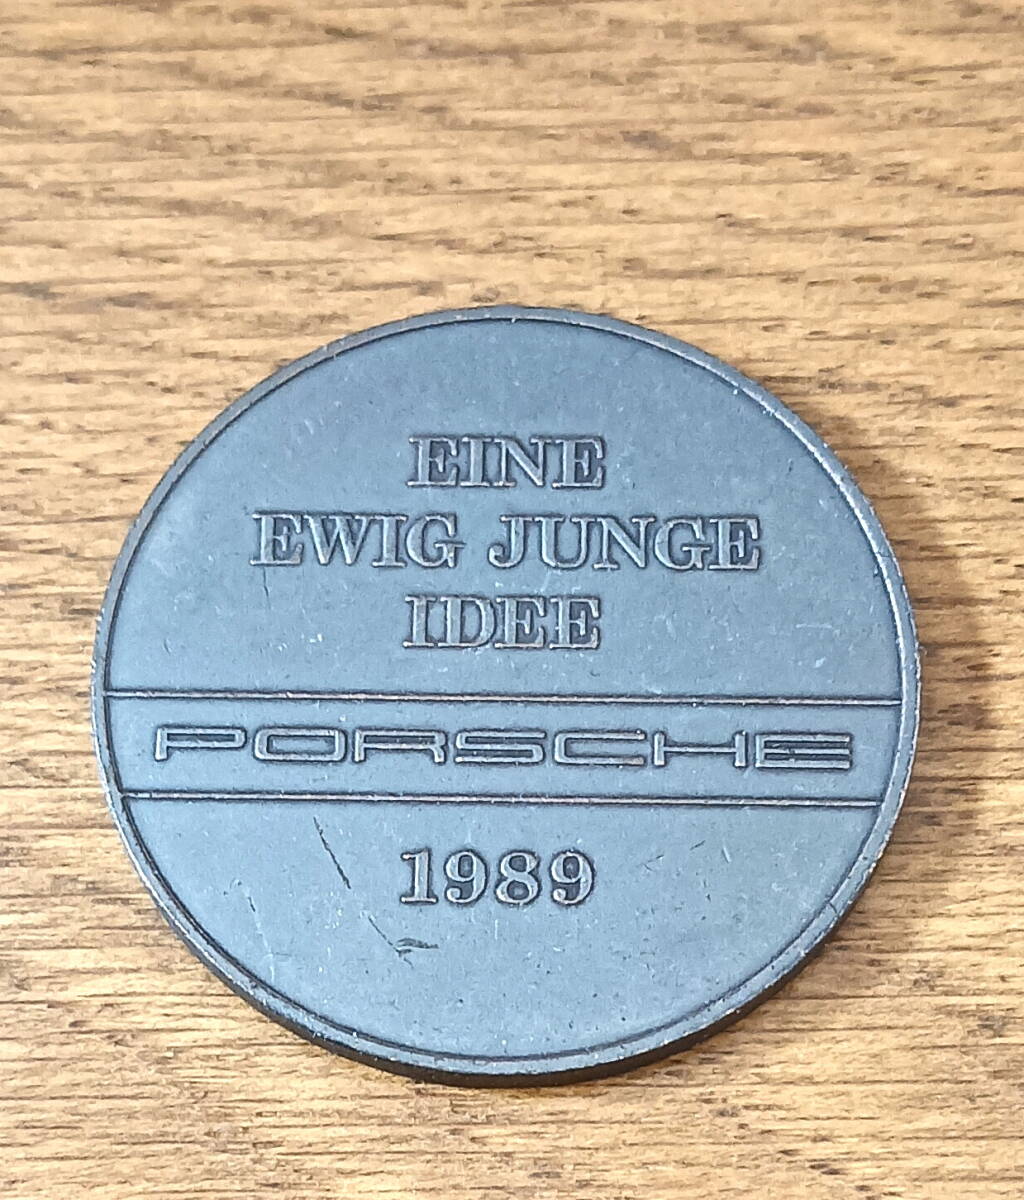 EINE
EWIG JUNGE
IDEE
PORSCHE
1989